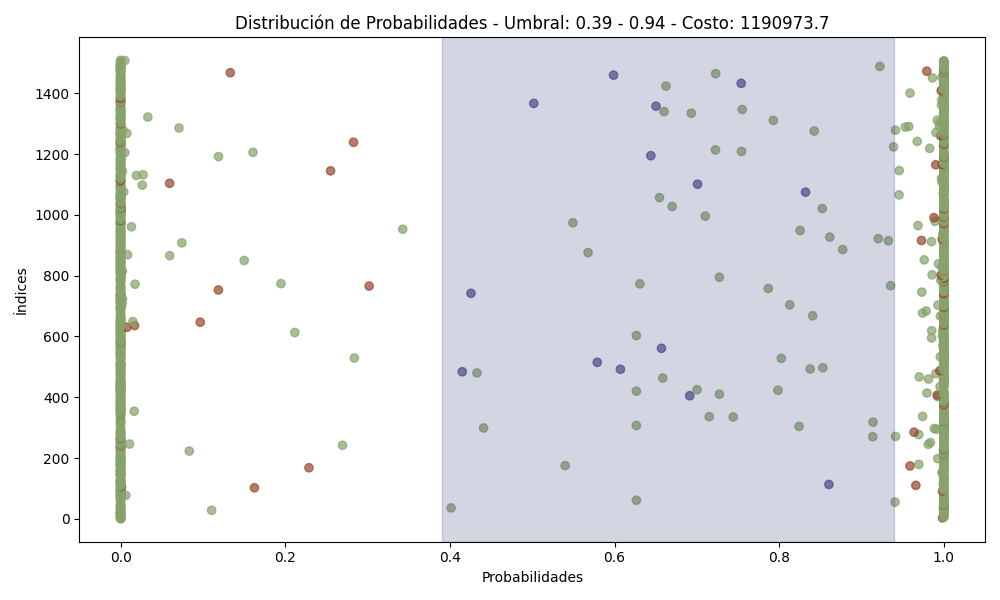 Distribución de Probabilidades - Umbral: 0.39 - 0.94 - Costo: 1190973.7
1400
1200
1000
800
600
400
200
0
Índices
0.0 0.2 0.4 0.6 0.8 1.0
Probabilidades